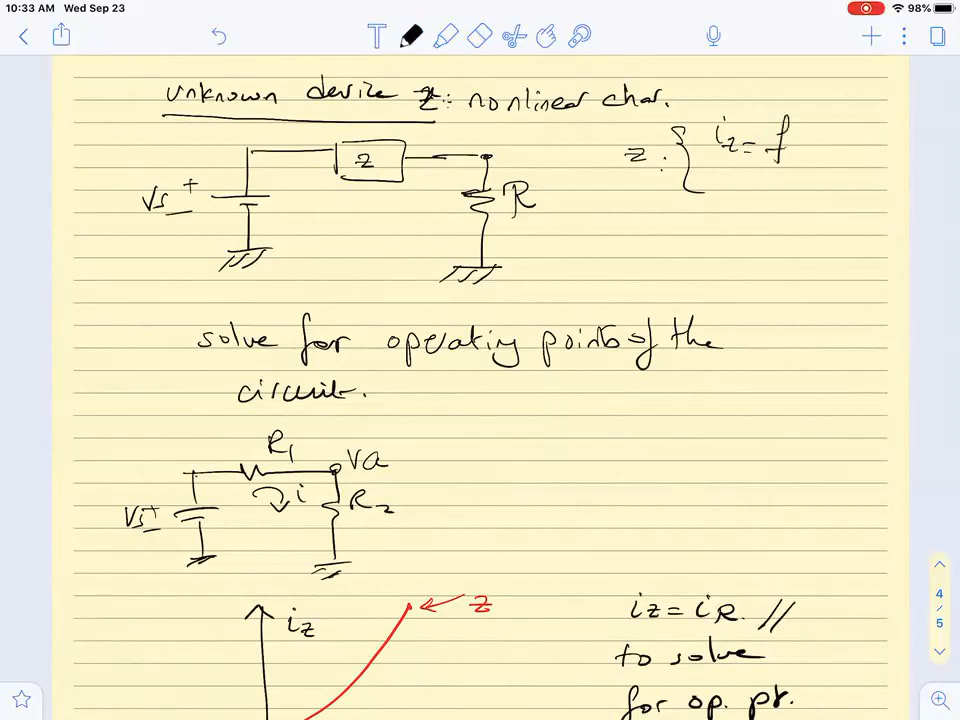 10:33 AM Wed Sep 23
98%
unknown device z: nonlinear char.
z
Vs +
R
z : { iz = f
solve for operating points of the
circuit.
R1
Va
i
R2
Vs +
iz
z
iz = iR. //
to solve
for op. pt.
4
/
5